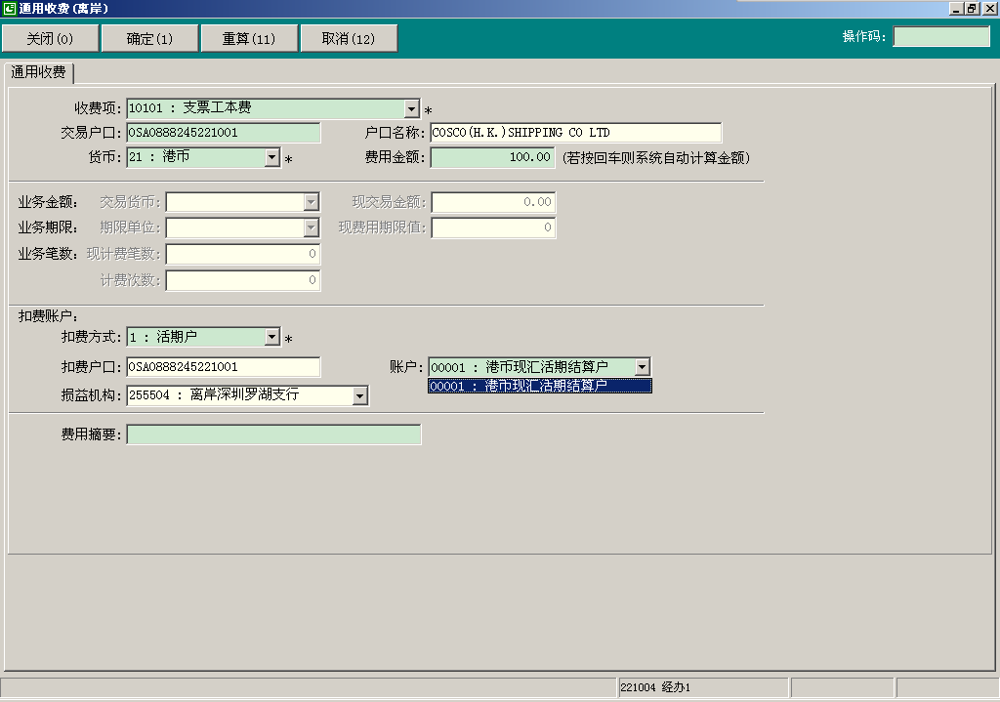 通用收费(离岸)
关闭(0) 确定(1) 重算(11) 取消(12) 操作码:
通用收费
收费项: 10101 : 支票工本费 *
交易户口: OSA0888245221001 户口名称: COSCO(H.K.)SHIPPING CO LTD
货币: 21 : 港币 * 费用金额: 100.00 (若按回车则系统自动计算金额)
业务金额: 交易货币: 现交易金额: 0.00
业务期限: 期限单位: 现费用期限值: 0
业务笔数: 现计费笔数: 0
计费次数: 0
扣费账户:
扣费方式: 1 : 活期户 *
扣费户口: OSA0888245221001 账户: 00001 : 港币现汇活期结算户
00001 : 港币现汇活期结算户
损益机构: 255504 : 离岸深圳罗湖支行
费用摘要:
221004 经办1